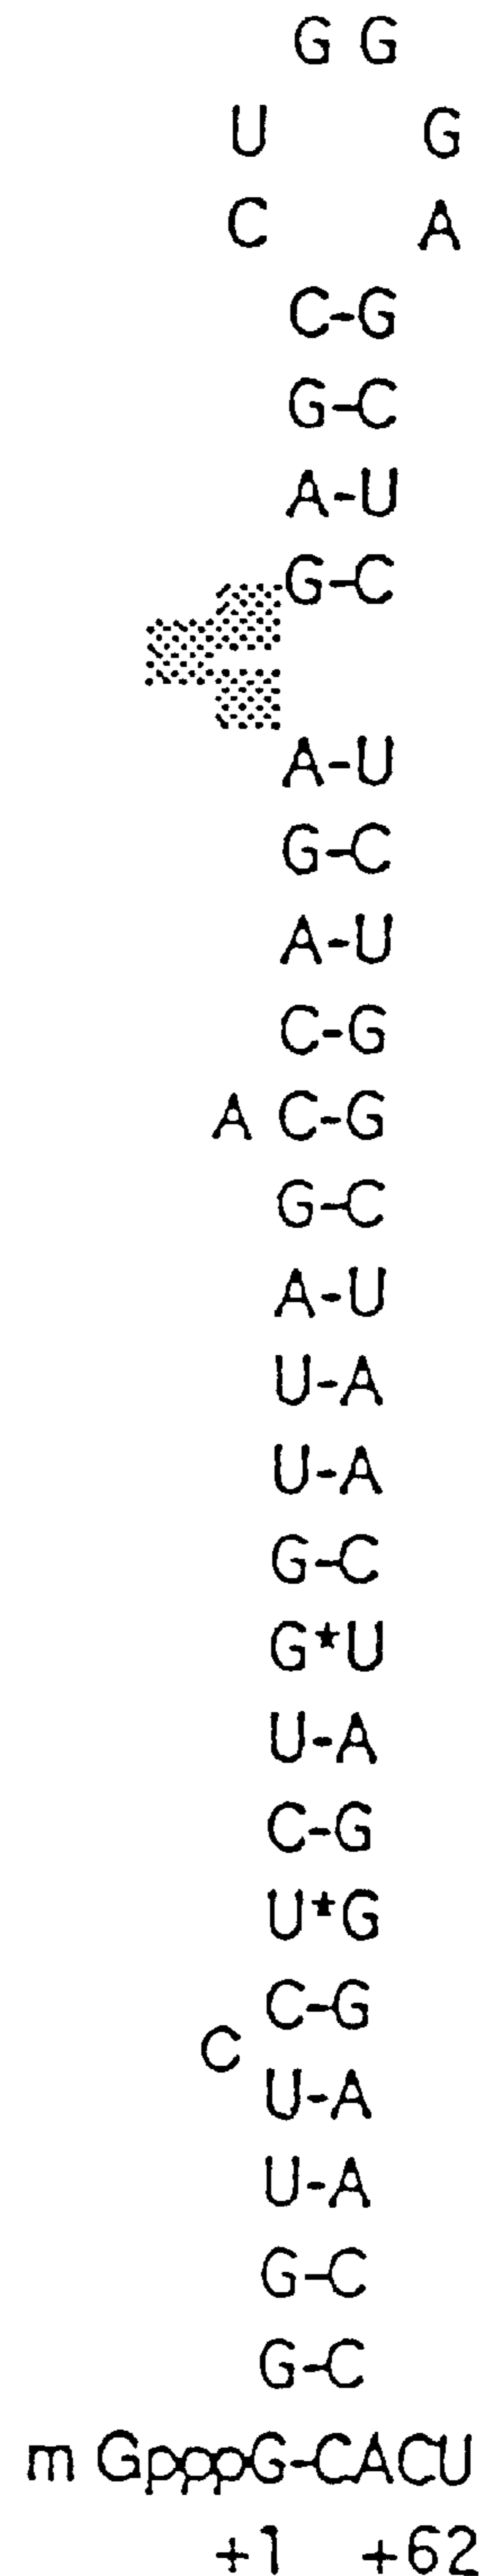 G G
U G
C A
C-G
G-C
A-U
G-C
A-U
G-C
A-U
C-G
A C-G
G-C
A-U
U-A
U-A
G-C
G*U
U-A
C-G
U*G
C-G
C
U-A
U-A
G-C
G-C
m GpppG-CACU
+1 +62